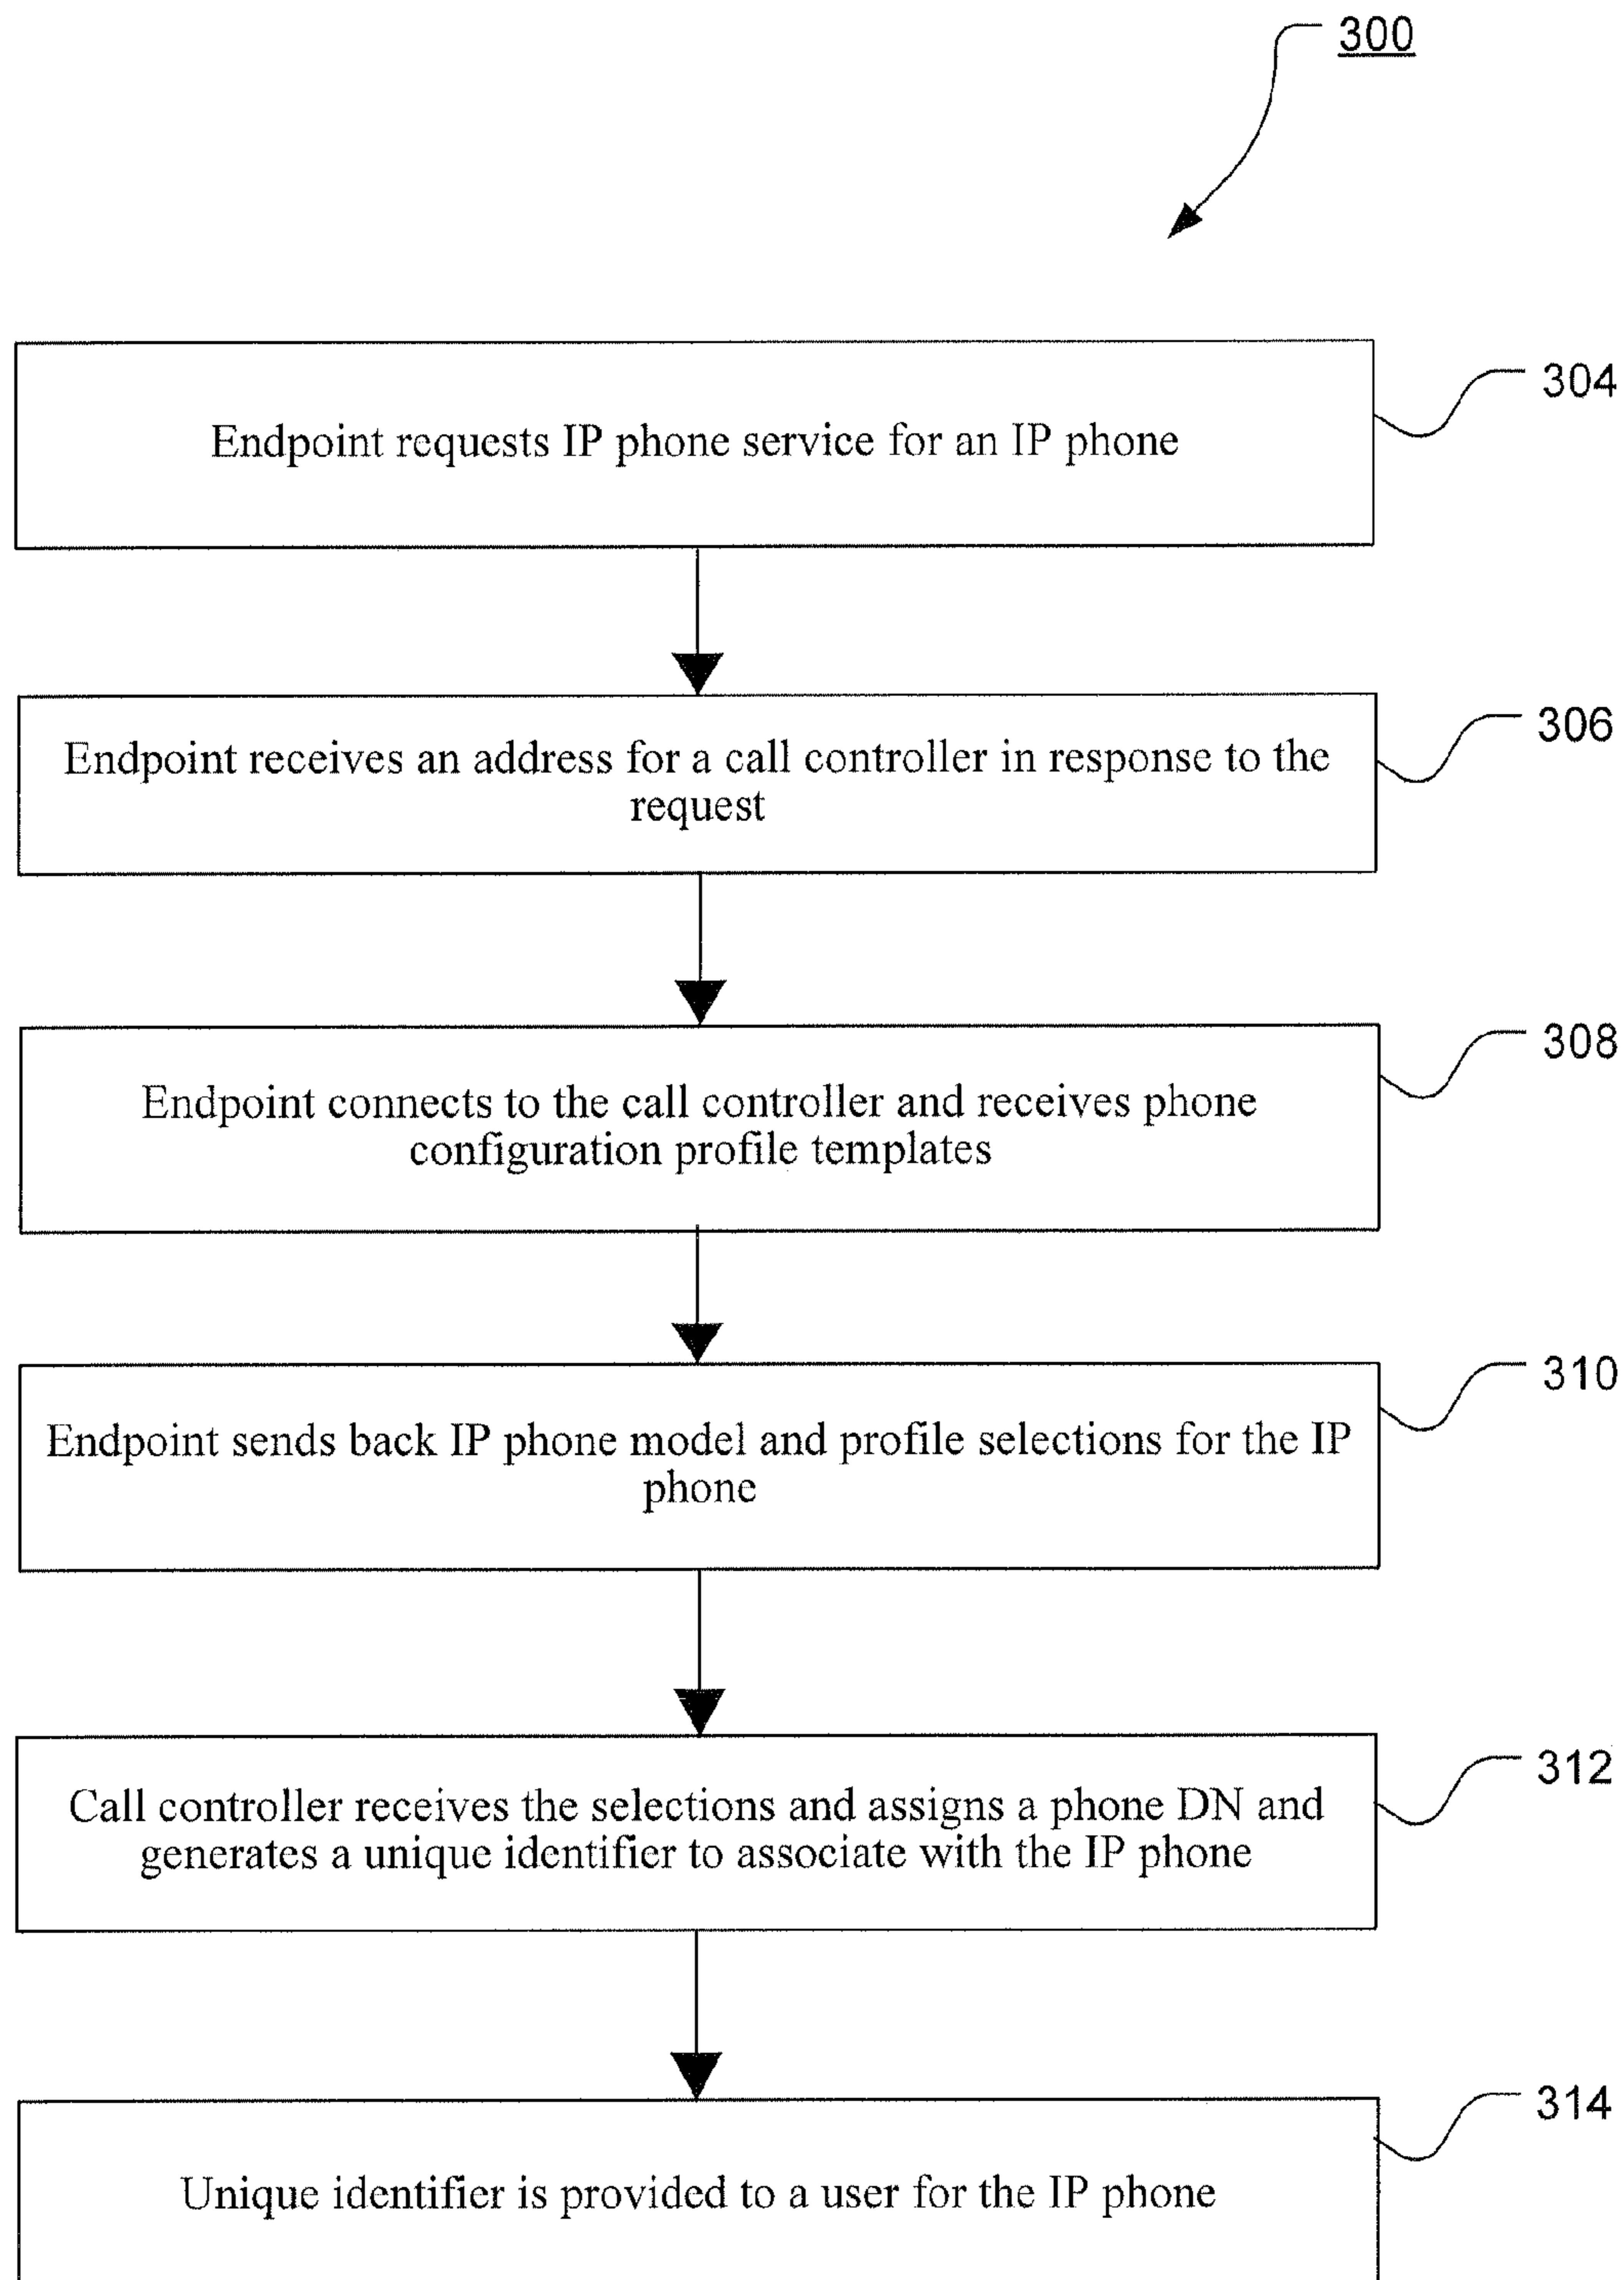 300
304
Endpoint requests IP phone service for an IP phone
306
Endpoint receives an address for a call controller in response to the
request
308
Endpoint connects to the call controller and receives phone
configuration profile templates
310
Endpoint sends back IP phone model and profile selections for the IP
phone
312
Call controller receives the selections and assigns a phone DN and
generates a unique identifier to associate with the IP phone
314
Unique identifier is provided to a user for the IP phone